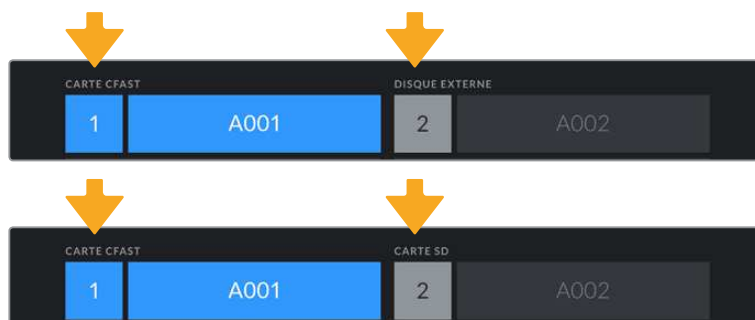 CARTE CFAST DISQUE EXTERNE
1 A001 2 A002
CARTE CFAST CARTE SD
1 A001 2 A002